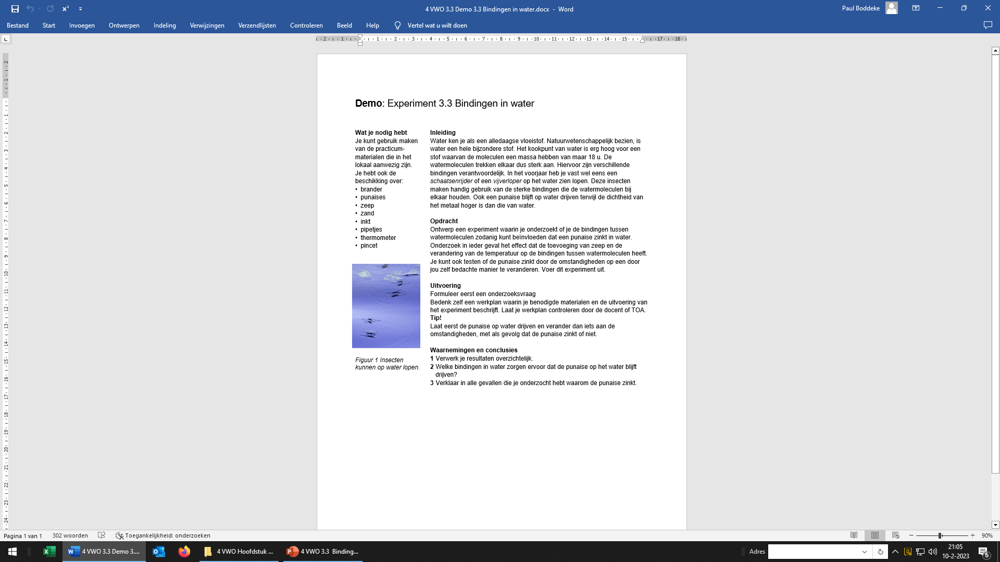 4 VWO 3.3 Demo 3.3 Bindingen in water.docx - Word
Paul Boddeke
Bestand Start Invoegen Ontwerpen Indeling Verwijzingen Verzendlijsten Controleren Beeld Help Vertel wat u wilt doen
Demo: Experiment 3.3 Bindingen in water
Wat je nodig hebt
Je kunt gebruik maken
van de practicum-
materialen die in het
lokaal aanwezig zijn.
Je hebt ook de
beschikking over:
• brander
• punaises
• zeep
• zand
• inkt
• pipetjes
• thermometer
• pincet
Figuur 1 Insecten
kunnen op water lopen.
Inleiding
Water ken je als een alledaagse vloeistof. Natuurwetenschappelijk bezien, is
water een hele bijzondere stof. Het kookpunt van water is erg hoog voor een
stof waarvan de moleculen een massa hebben van maar 18 u. De
watermoleculen trekken elkaar dus sterk aan. Hiervoor zijn verschillende
bindingen verantwoordelijk. In het voorjaar heb je vast wel eens een
schaatsenrijder of een vijverloper op het water zien lopen. Deze insecten
maken handig gebruik van de sterke bindingen die de watermoleculen bij
elkaar houden. Ook een punaise blijft op water drijven terwijl de dichtheid van
het metaal hoger is dan die van water.
Opdracht
Ontwerp een experiment waarin je onderzoekt of je de bindingen tussen
watermoleculen zodanig kunt beïnvloeden dat een punaise zinkt in water.
Onderzoek in ieder geval het effect dat de toevoeging van zeep en de
verandering van de temperatuur op de bindingen tussen watermoleculen heeft.
Je kunt ook testen of de punaise zinkt door de omstandigheden op een door
jou zelf bedachte manier te veranderen. Voer dit experiment uit.
Uitvoering
Formuleer eerst een onderzoeksvraag
Bedenk zelf een werkplan waarin je benodigde materialen en de uitvoering van
het experiment beschrijft. Laat je werkplan controleren door de docent of TOA.
Tip!
Laat eerst de punaise op water drijven en verander dan iets aan de
omstandigheden, met als gevolg dat de punaise zinkt of niet.
Waarnemingen en conclusies
1 Verwerk je resultaten overzichtelijk.
2 Welke bindingen in water zorgen ervoor dat de punaise op het water blijft
drijven?
3 Verklaar in alle gevallen die je onderzocht hebt waarom de punaise zinkt.
Pagina 1 van 1 302 woorden Toegankelijkheid: onderzoeken 90%
4 VWO 3.3 Demo 3.... 4 VWO Hoofdstuk ... 4 VWO 3.3 Binding... Adres
21:05
10-2-2023
6